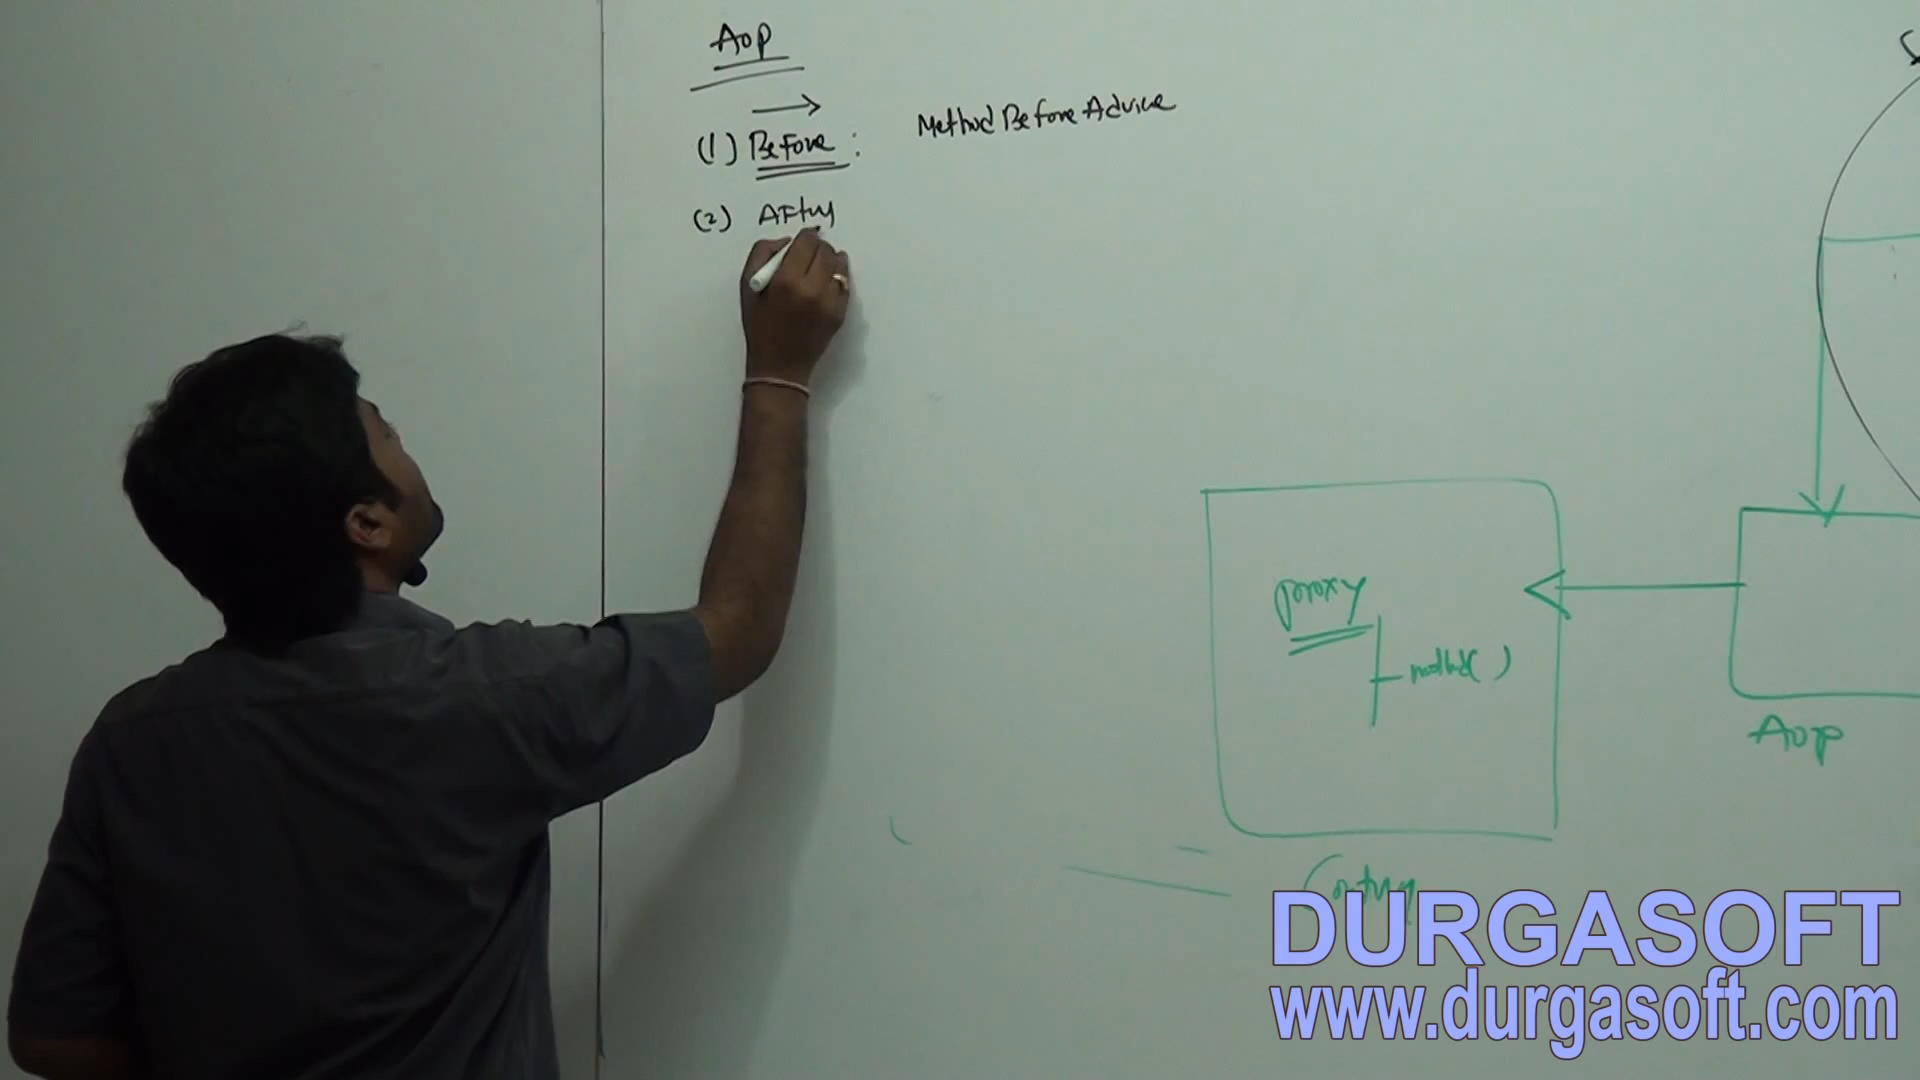 Aop
(1) Before : Method Before Advice
(2) After
proxy
method( )
Aop
DURGASOFT
www.durgasoft.com